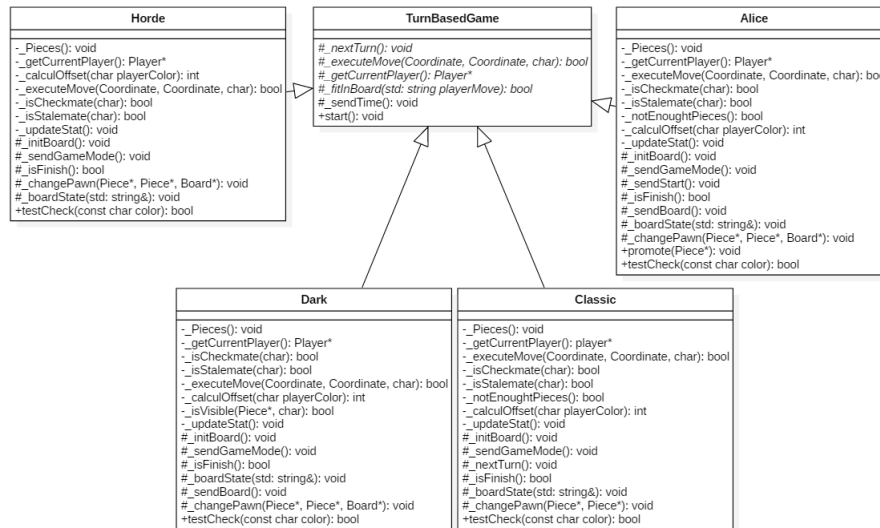 Horde
-_Pieces(): void
-_getCurrentPlayer(): Player*
-_calculOffset(char playerColor): int
-_executeMove(Coordinate, Coordinate, char): bool
-_isCheckmate(char): bool
-_isStalemate(char): bool
-_updateStat(): void
#_initBoard(): void
#_sendGameMode(): void
#_isFinish(): bool
#_changePawn(Piece*, Piece*, Board*): void
#_boardState(std: string&): void
+testCheck(const char color): bool
TurnBasedGame
#_nextTurn(): void
#_executeMove(Coordinate, Coordinate, char): bool
#_getCurrentPlayer(): Player*
#_fitInBoard(std: string playerMove): bool
#_sendTime(): void
+start(): void
Alice
-_Pieces(): void
-_getCurrentPlayer(): Player*
-_executeMove(Coordinate, Coordinate, char): boo
-_isCheckmate(char): bool
-_isStalemate(char): bool
-_notEnoughtPieces(): bool
-_calculOffset(char playerColor): int
-_updateStat(): void
#_initBoard(): void
#_sendGameMode(): void
#_sendStart(): void
#_isFinish(): bool
#_sendBoard(): void
#_boardState(std: string&): void
#_changePawn(Piece*, Piece*, Board*): void
+promote(Piece*): void
+testCheck(const char color): bool
Dark
-_Pieces(): void
-_getCurrentPlayer(): Player*
-_isCheckmate(char): bool
-_isStalemate(char): bool
-_executeMove(Coordinate, Coordinate, char): bool
-_calculOffset(char playerColor): int
-_isVisible(Piece*, char): bool
-_updateStat(): void
#_initBoard(): void
#_sendGameMode(): void
#_isFinish(): bool
#_boardState(std: string&): void
#_sendBoard(): void
#_changePawn(Piece*, Piece*, Board*): void
+testCheck(const char color): bool
Classic
-_Pieces(): void
-_getCurrentPlayer(): player*
-_executeMove(Coordinate, Coordinate, char): bool
-_isCheckmate(char): bool
-_isStalemate(char): bool
-_notEnoughtPieces(): bool
-_calculOffset(char playerColor): int
-_updateStat(): void
#_initBoard(): void
#_sendGameMode(): void
#_nextTurn(): void
#_isFinish(): bool
#_boardState(std: string&): void
#_changePawn(Piece*, Piece*): void
+testCheck(const char color): bool